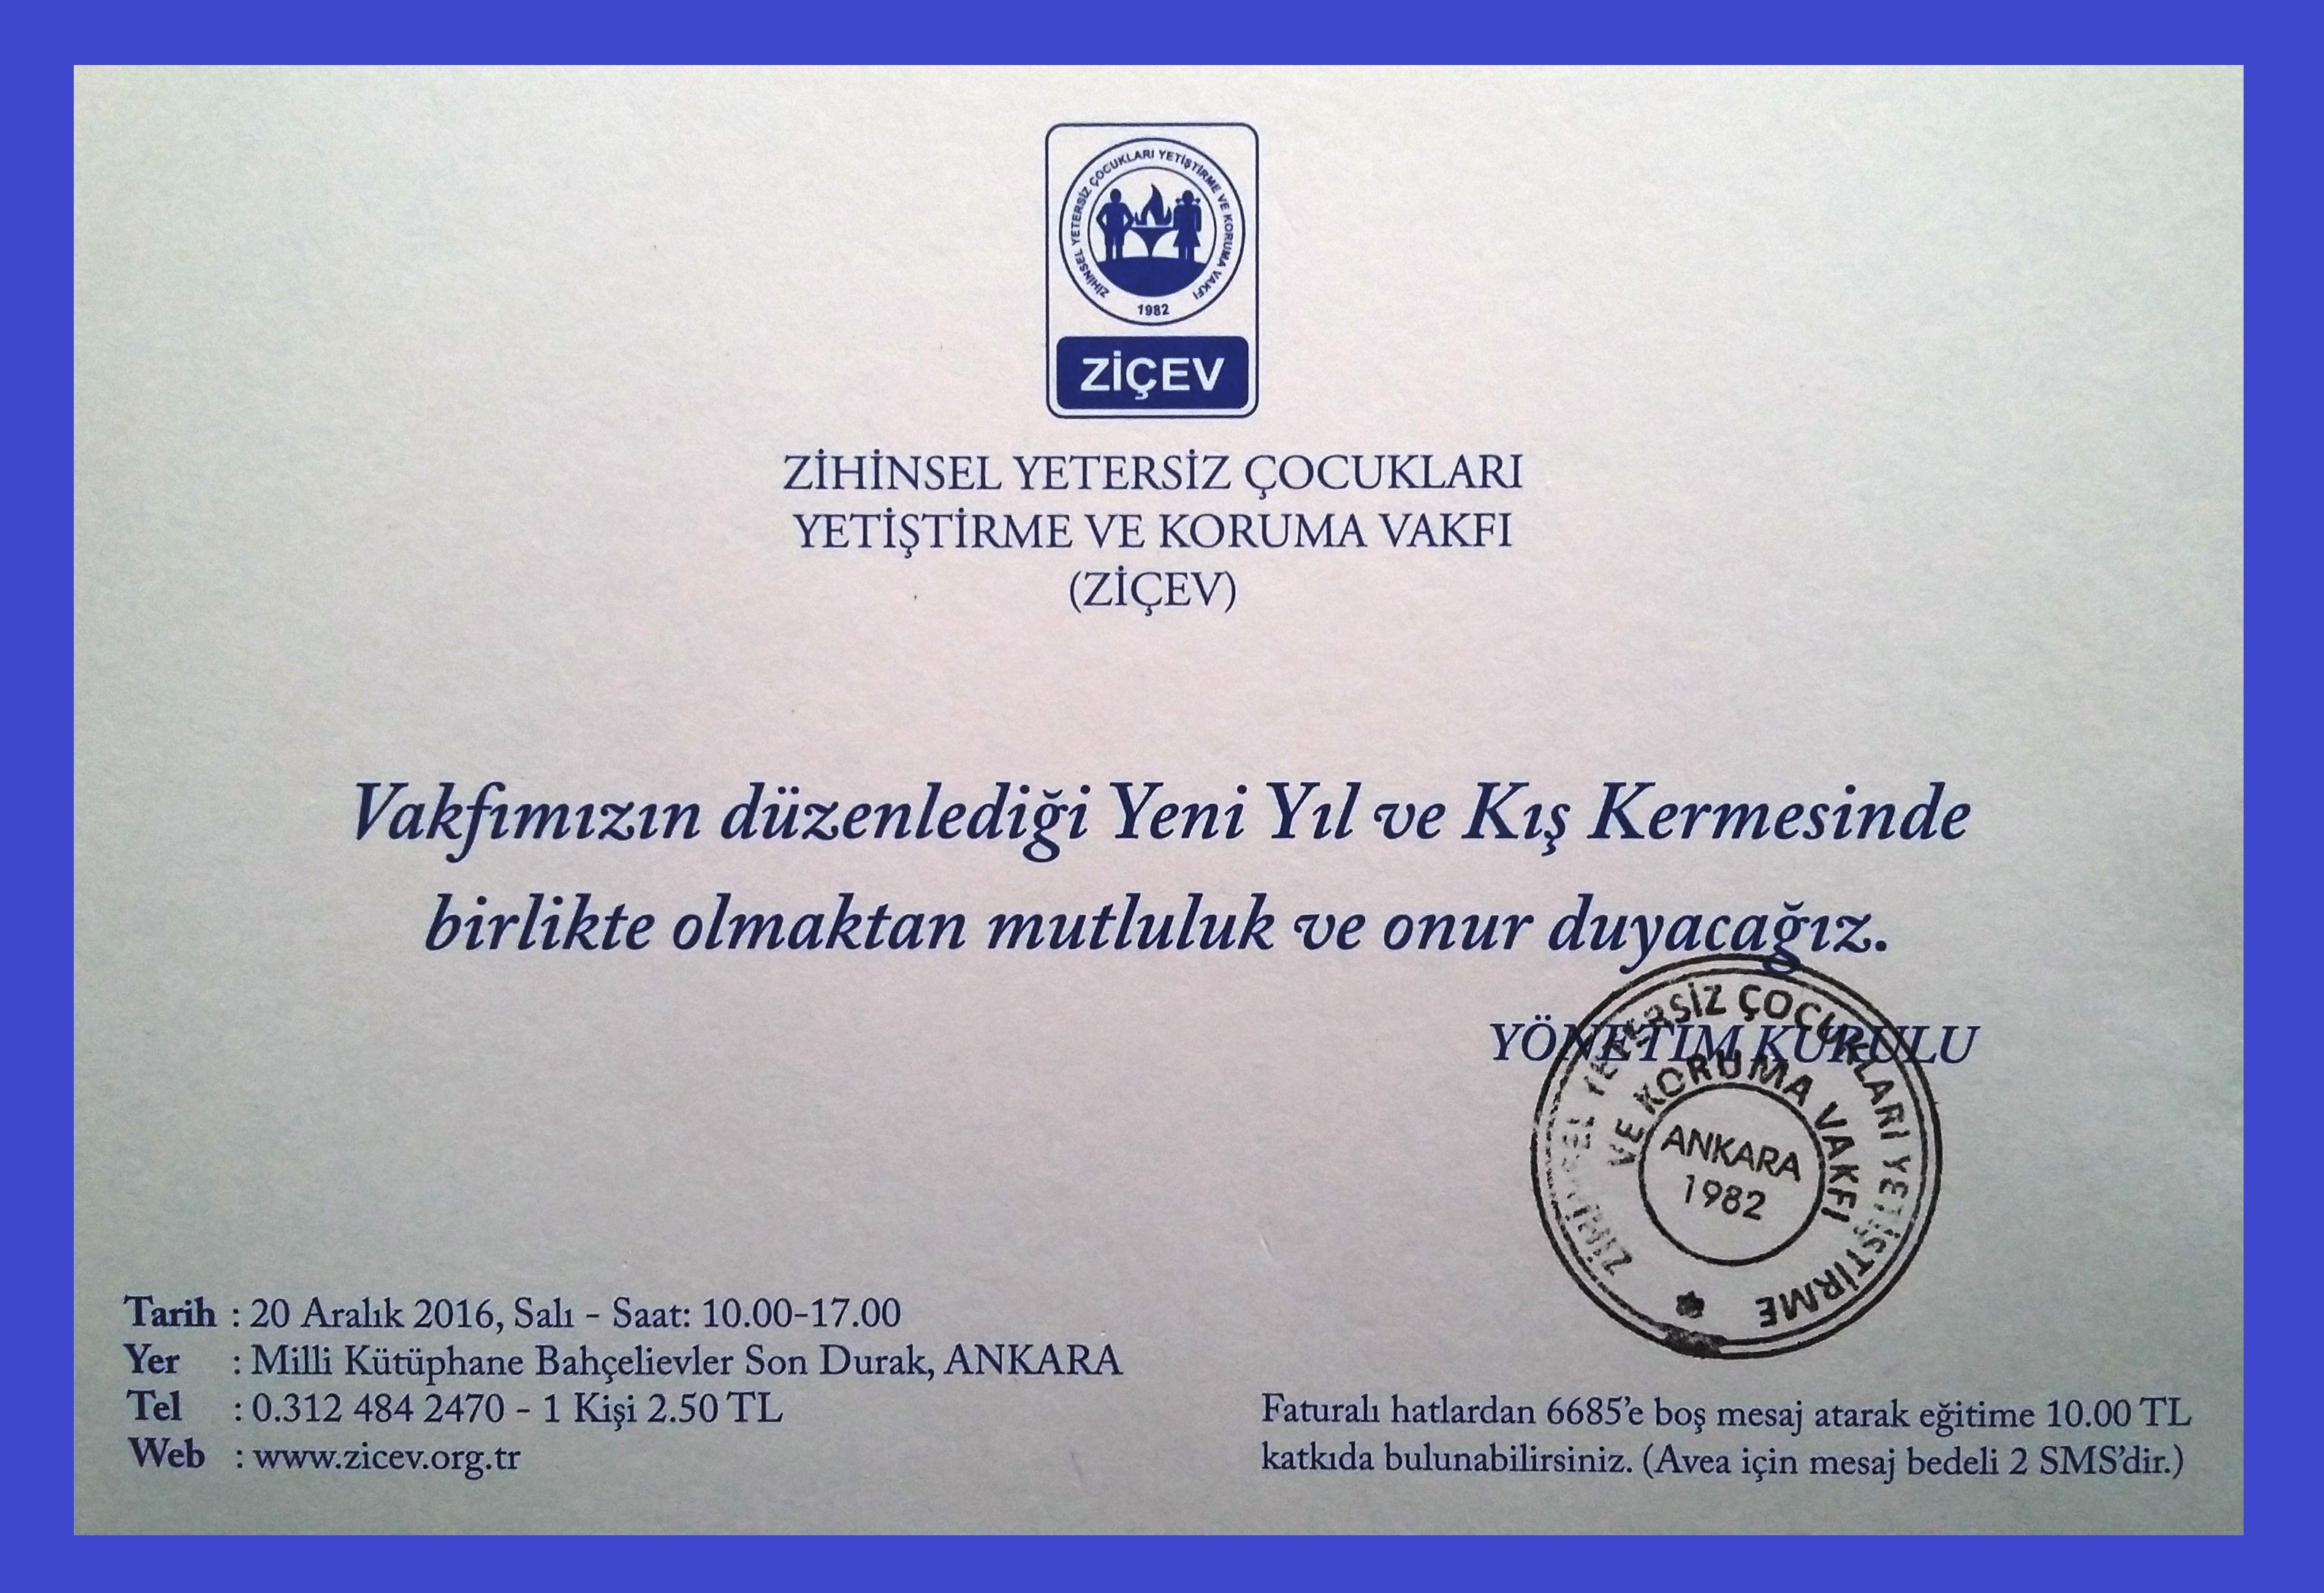 ZİHİNSEL YETERSİZ ÇOCUKLARI YETİŞTİRME VE KORUMA VAKFI
1982
ZİÇEV
ZİHİNSEL YETERSİZ ÇOCUKLARI
YETİŞTİRME VE KORUMA VAKFI
(ZİÇEV)
Vakfımızın düzenlediği Yeni Yıl ve Kış Kermesinde
birlikte olmaktan mutluluk ve onur duyacağız.
YÖNETİM KURULU
ZİHİNSEL YETERSİZ ÇOCUKLARI YETİŞTİRME
VE KORUMA VAKFI
ANKARA
1982
Tarih : 20 Aralık 2016, Salı - Saat: 10.00-17.00
Yer : Milli Kütüphane Bahçelievler Son Durak, ANKARA
Tel : 0.312 484 2470 - 1 Kişi 2.50 TL
Web : www.zicev.org.tr
Faturalı hatlardan 6685’e boş mesaj atarak eğitime 10.00 TL
katkıda bulunabilirsiniz. (Avea için mesaj bedeli 2 SMS’dir.)